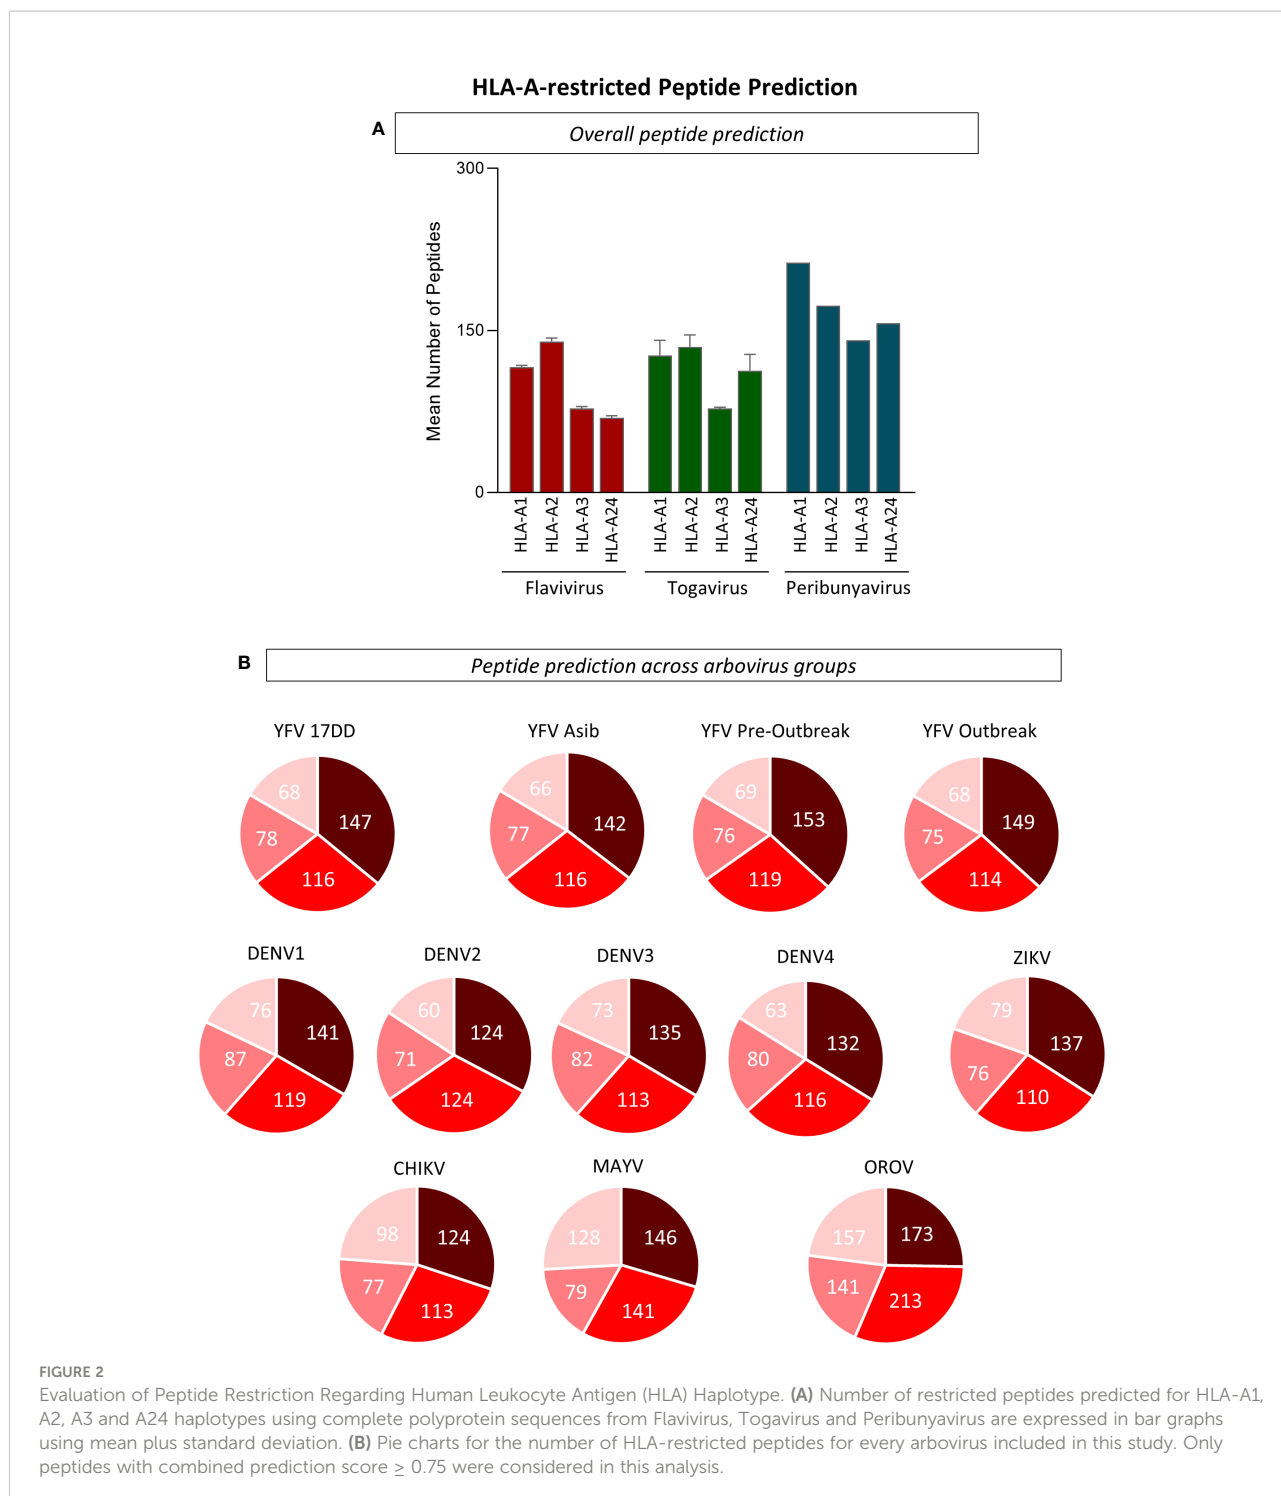 HLA-A-restricted Peptide Prediction
A
Overall peptide prediction
300
150
0
Mean Number of Peptides
HLA-A1
HLA-A2
HLA-A3
HLA-A24
HLA-A1
HLA-A2
HLA-A3
HLA-A24
HLA-A1
HLA-A2
HLA-A3
HLA-A24
Flavivirus
Togavirus
Peribunyavirus
B
Peptide prediction across arbovirus groups
YFV 17DD
68
147
78
116
YFV Asib
66
142
77
116
YFV Pre-Outbreak
69
153
76
119
YFV Outbreak
68
149
75
114
DENV1
76
141
87
119
DENV2
60
124
71
124
DENV3
73
135
82
113
DENV4
63
132
80
116
ZIKV
79
137
76
110
CHIKV
98
124
77
113
MAYV
128
146
79
141
OROV
157
173
141
213
FIGURE 2
Evaluation of Peptide Restriction Regarding Human Leukocyte Antigen (HLA) Haplotype. (A) Number of restricted peptides predicted for HLA-A1,
A2, A3 and A24 haplotypes using complete polyprotein sequences from Flavivirus, Togavirus and Peribunyavirus are expressed in bar graphs
using mean plus standard deviation. (B) Pie charts for the number of HLA-restricted peptides for every arbovirus included in this study. Only
peptides with combined prediction score ≥ 0.75 were considered in this analysis.